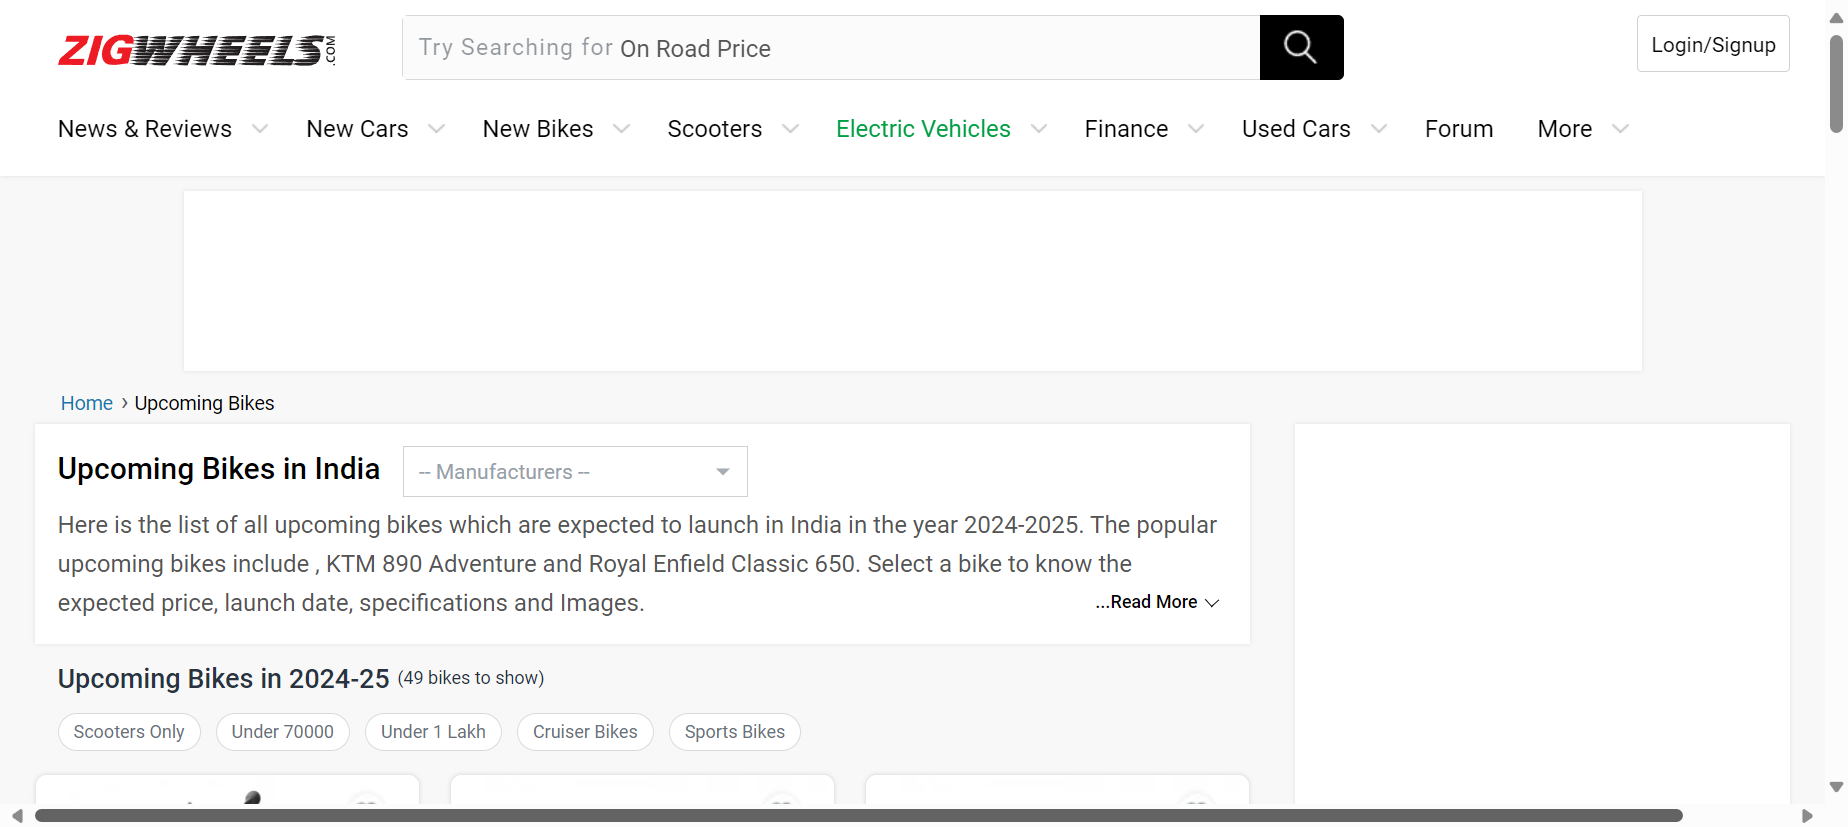 ZIGWHEELS.COM
Try Searching for On Road Price
Login/Signup
News & Reviews New Cars New Bikes Scooters Electric Vehicles Finance Used Cars Forum More
Home › Upcoming Bikes
Upcoming Bikes in India
-- Manufacturers --
Here is the list of all upcoming bikes which are expected to launch in India in the year 2024-2025. The popular
upcoming bikes include , KTM 890 Adventure and Royal Enfield Classic 650. Select a bike to know the
expected price, launch date, specifications and Images.
...Read More
Upcoming Bikes in 2024-25 (49 bikes to show)
Scooters Only Under 70000 Under 1 Lakh Cruiser Bikes Sports Bikes